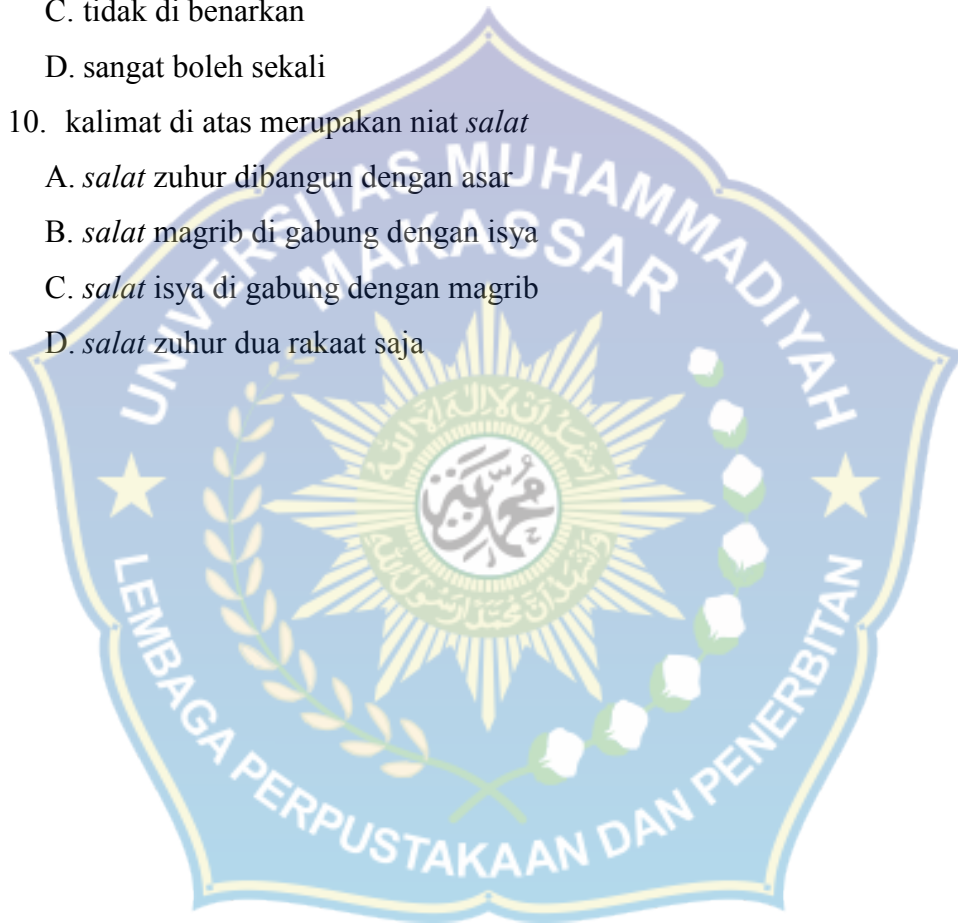 C. tidak di benarkan
D. sangat boleh sekali
10. kalimat di atas merupakan niat salat
A. salat zuhur dibangun dengan asar
B. salat magrib di gabung dengan isya
C. salat isya di gabung dengan magrib
D. salat zuhur dua rakaat saja
UNIVERSITAS MUHAMMADIYAH
MAKASSAR
LEMBAGA PERPUSTAKAAN DAN PENERBITAN